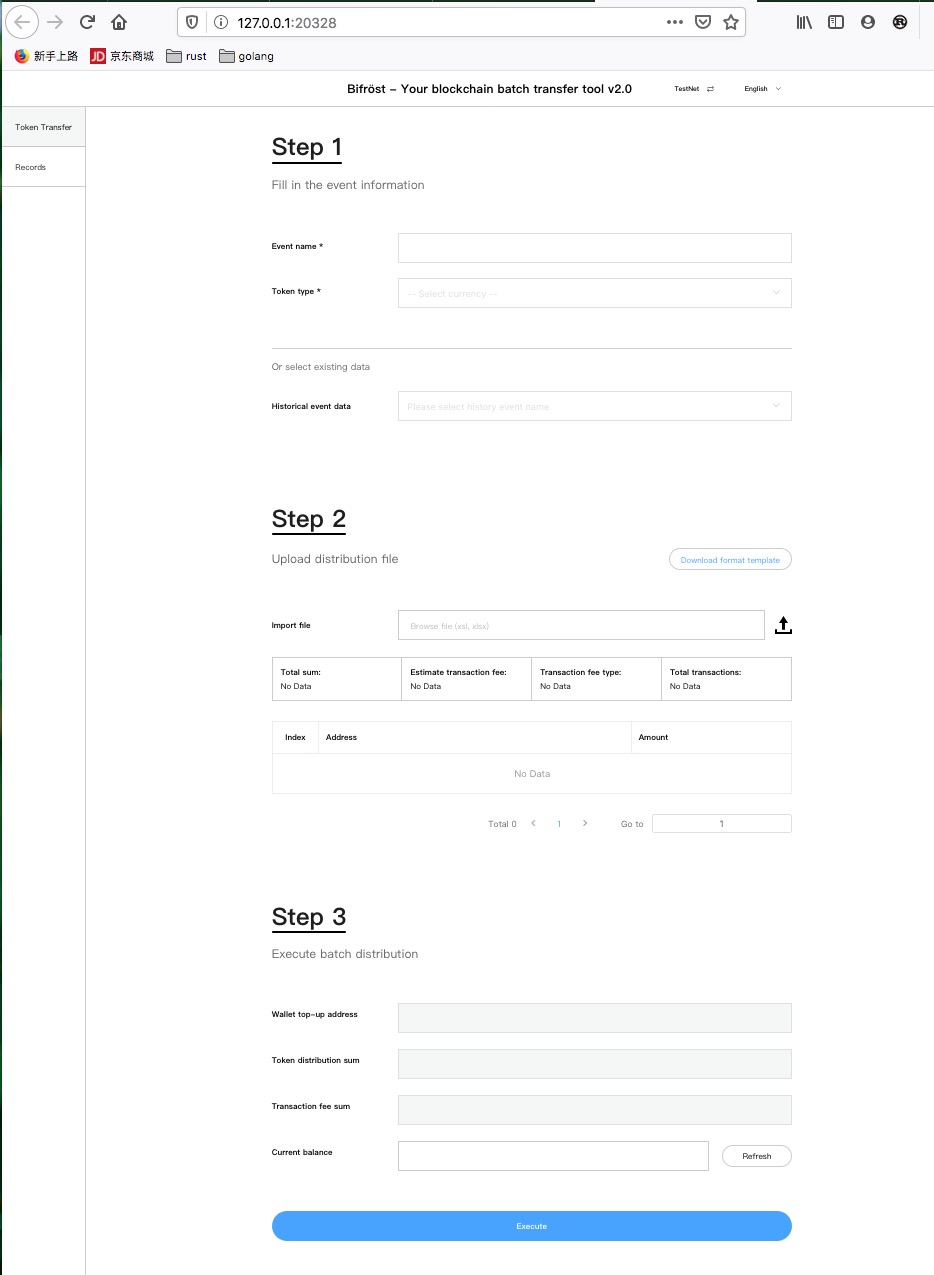 127.0.0.1:20328
新手上路 JD 京东商城 rust golang
Bifröst – Your blockchain batch transfer tool v2.0 TestNet English
Token Transfer
Records
Step 1
Fill in the event information
Event name *
Token type * -- Select currency --
Or select existing data
Historical event data Please select history event name
Step 2
Upload distribution file Download format template
Import file Browse file (xsl, xlsx)
Total sum: Estimate transaction fee: Transaction fee type: Total transactions:
No Data No Data No Data No Data
Index Address Amount
No Data
Total 0 < 1 > Go to 1
Step 3
Execute batch distribution
Wallet top-up address
Token distribution sum
Transaction fee sum
Current balance Refresh
Execute